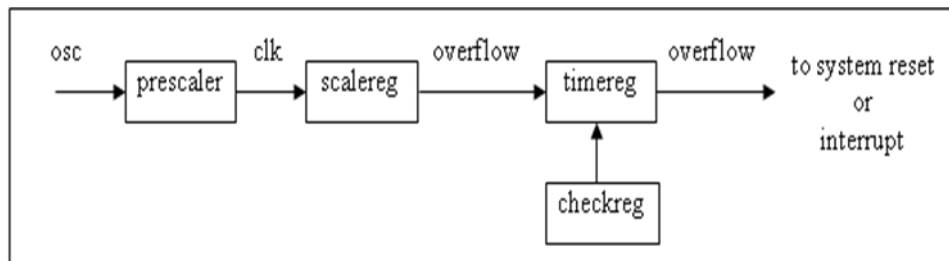 osc
prescaler
clk
scalereg
overflow
timereg
overflow
to system reset
or
interrupt
checkreg